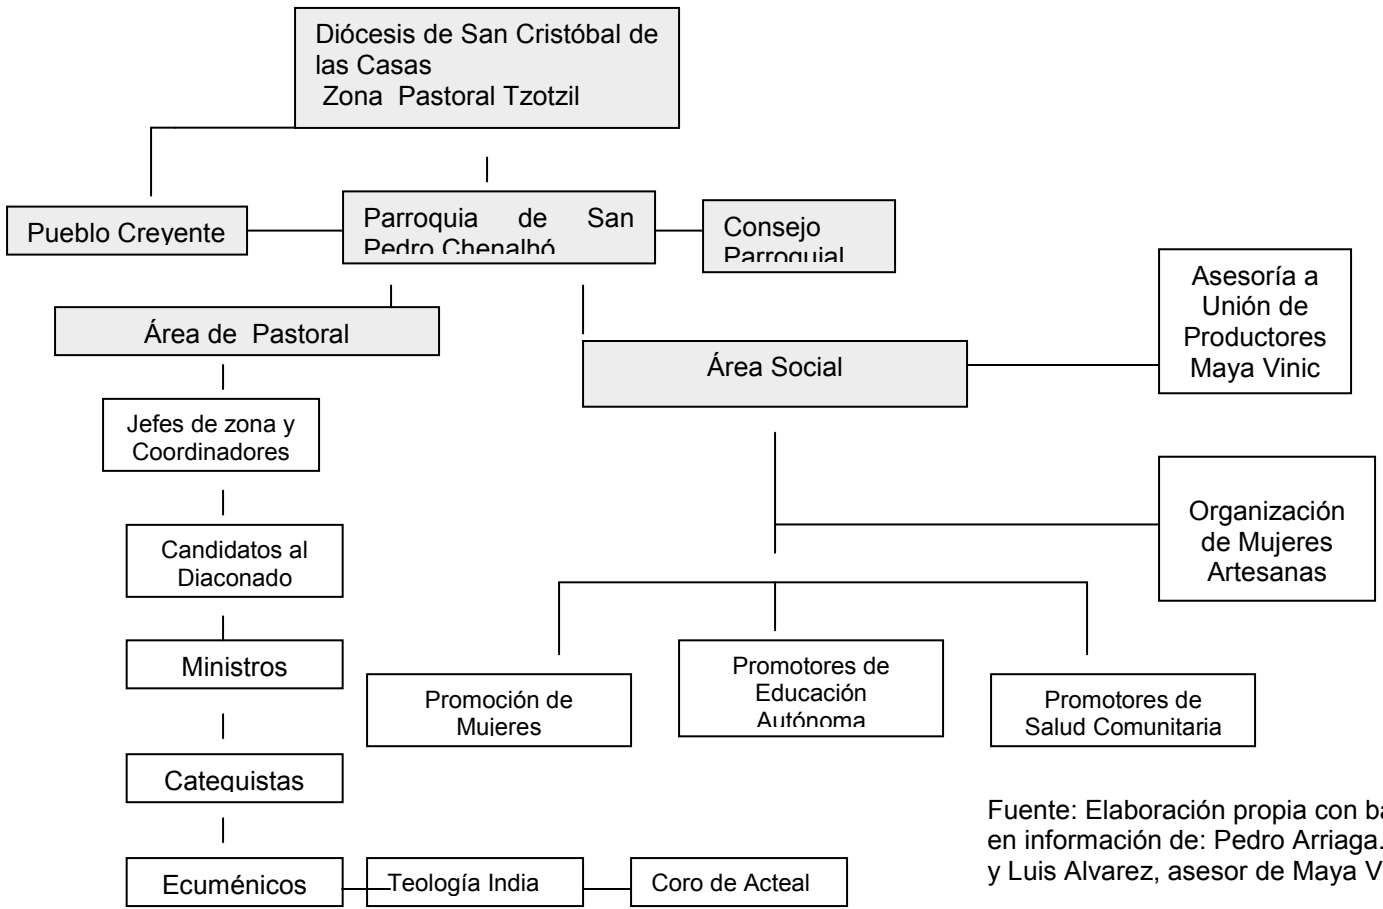 Diócesis de San Cristóbal de
las Casas
Zona Pastoral Tzotzil
Pueblo Creyente
Parroquia de San
Pedro Chenalhó
Consejo
Parroquial
Asesoría a
Unión de
Productores
Maya Vinic
Área de Pastoral
Área Social
Jefes de zona y
Coordinadores
Organización
de Mujeres
Artesanas
Candidatos al
Diaconado
Ministros
Promoción de
Mujeres
Promotores de
Educación
Autónoma
Promotores de
Salud Comunitaria
Catequistas
Ecuménicos
Teología India
Coro de Acteal
Fuente: Elaboración propia con
en información de: Pedro Arriaga.
y Luis Alvarez, asesor de Maya